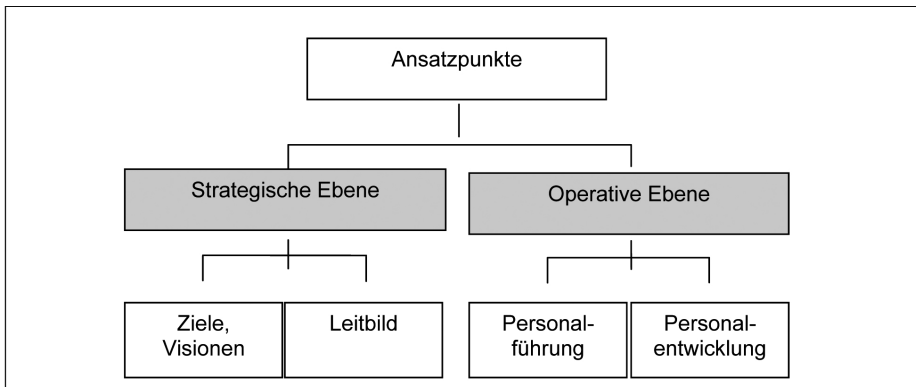 Ansatzpunkte
Strategische Ebene
Operative Ebene
Ziele,
Visionen
Leitbild
Personal-
führung
Personal-
entwicklung